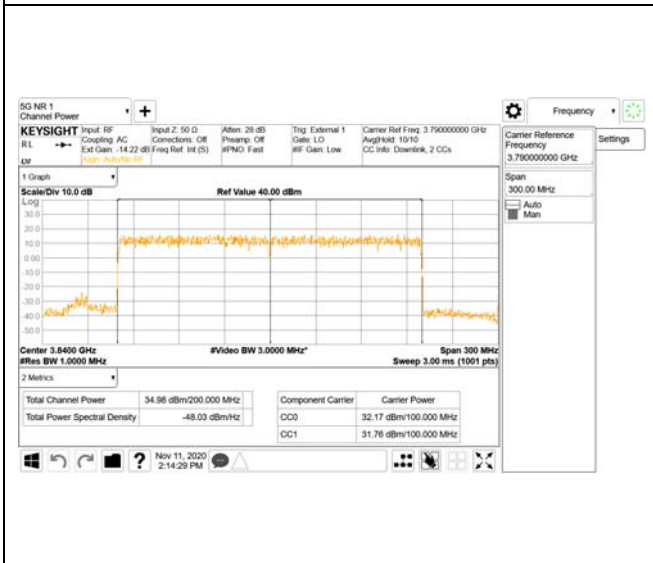 5G NR 1
Channel Power
Frequency
KEYSIGHT
RL
Input: RF
Coupling: AC
Ext Gain: -14.22 dB
Align: Auto/No RF
Input Z: 50 Ω
Corrections: Off
Freq Ref: Int (S)
Atten: 28 dB
Preamp: Off
#PNO: Fast
Trig: External 1
Gate: LO
#IF Gain: Low
Carrier Ref Freq: 3.790000000 GHz
Avg|Hold: 10/10
CC Info: Downlink, 2 CCs
Carrier Reference
Frequency
3.790000000 GHz
Settings
Span
300.00 MHz
Auto
Man
1 Graph
Scale/Div 10.0 dB
Ref Value 40.00 dBm
Log
30.0
20.0
10.0
0.00
-10.0
-20.0
-30.0
-40.0
-50.0
Center 3.8400 GHz
#Video BW 3.0000 MHz*
Span 300 MHz
#Res BW 1.0000 MHz
Sweep 3.00 ms (1001 pts)
2 Metrics
Total Channel Power 34.98 dBm/200.000 MHz
Total Power Spectral Density -48.03 dBm/Hz
Component Carrier Carrier Power
CC0 32.17 dBm/100.000 MHz
CC1 31.76 dBm/100.000 MHz
Nov 11, 2020
2:14:29 PM